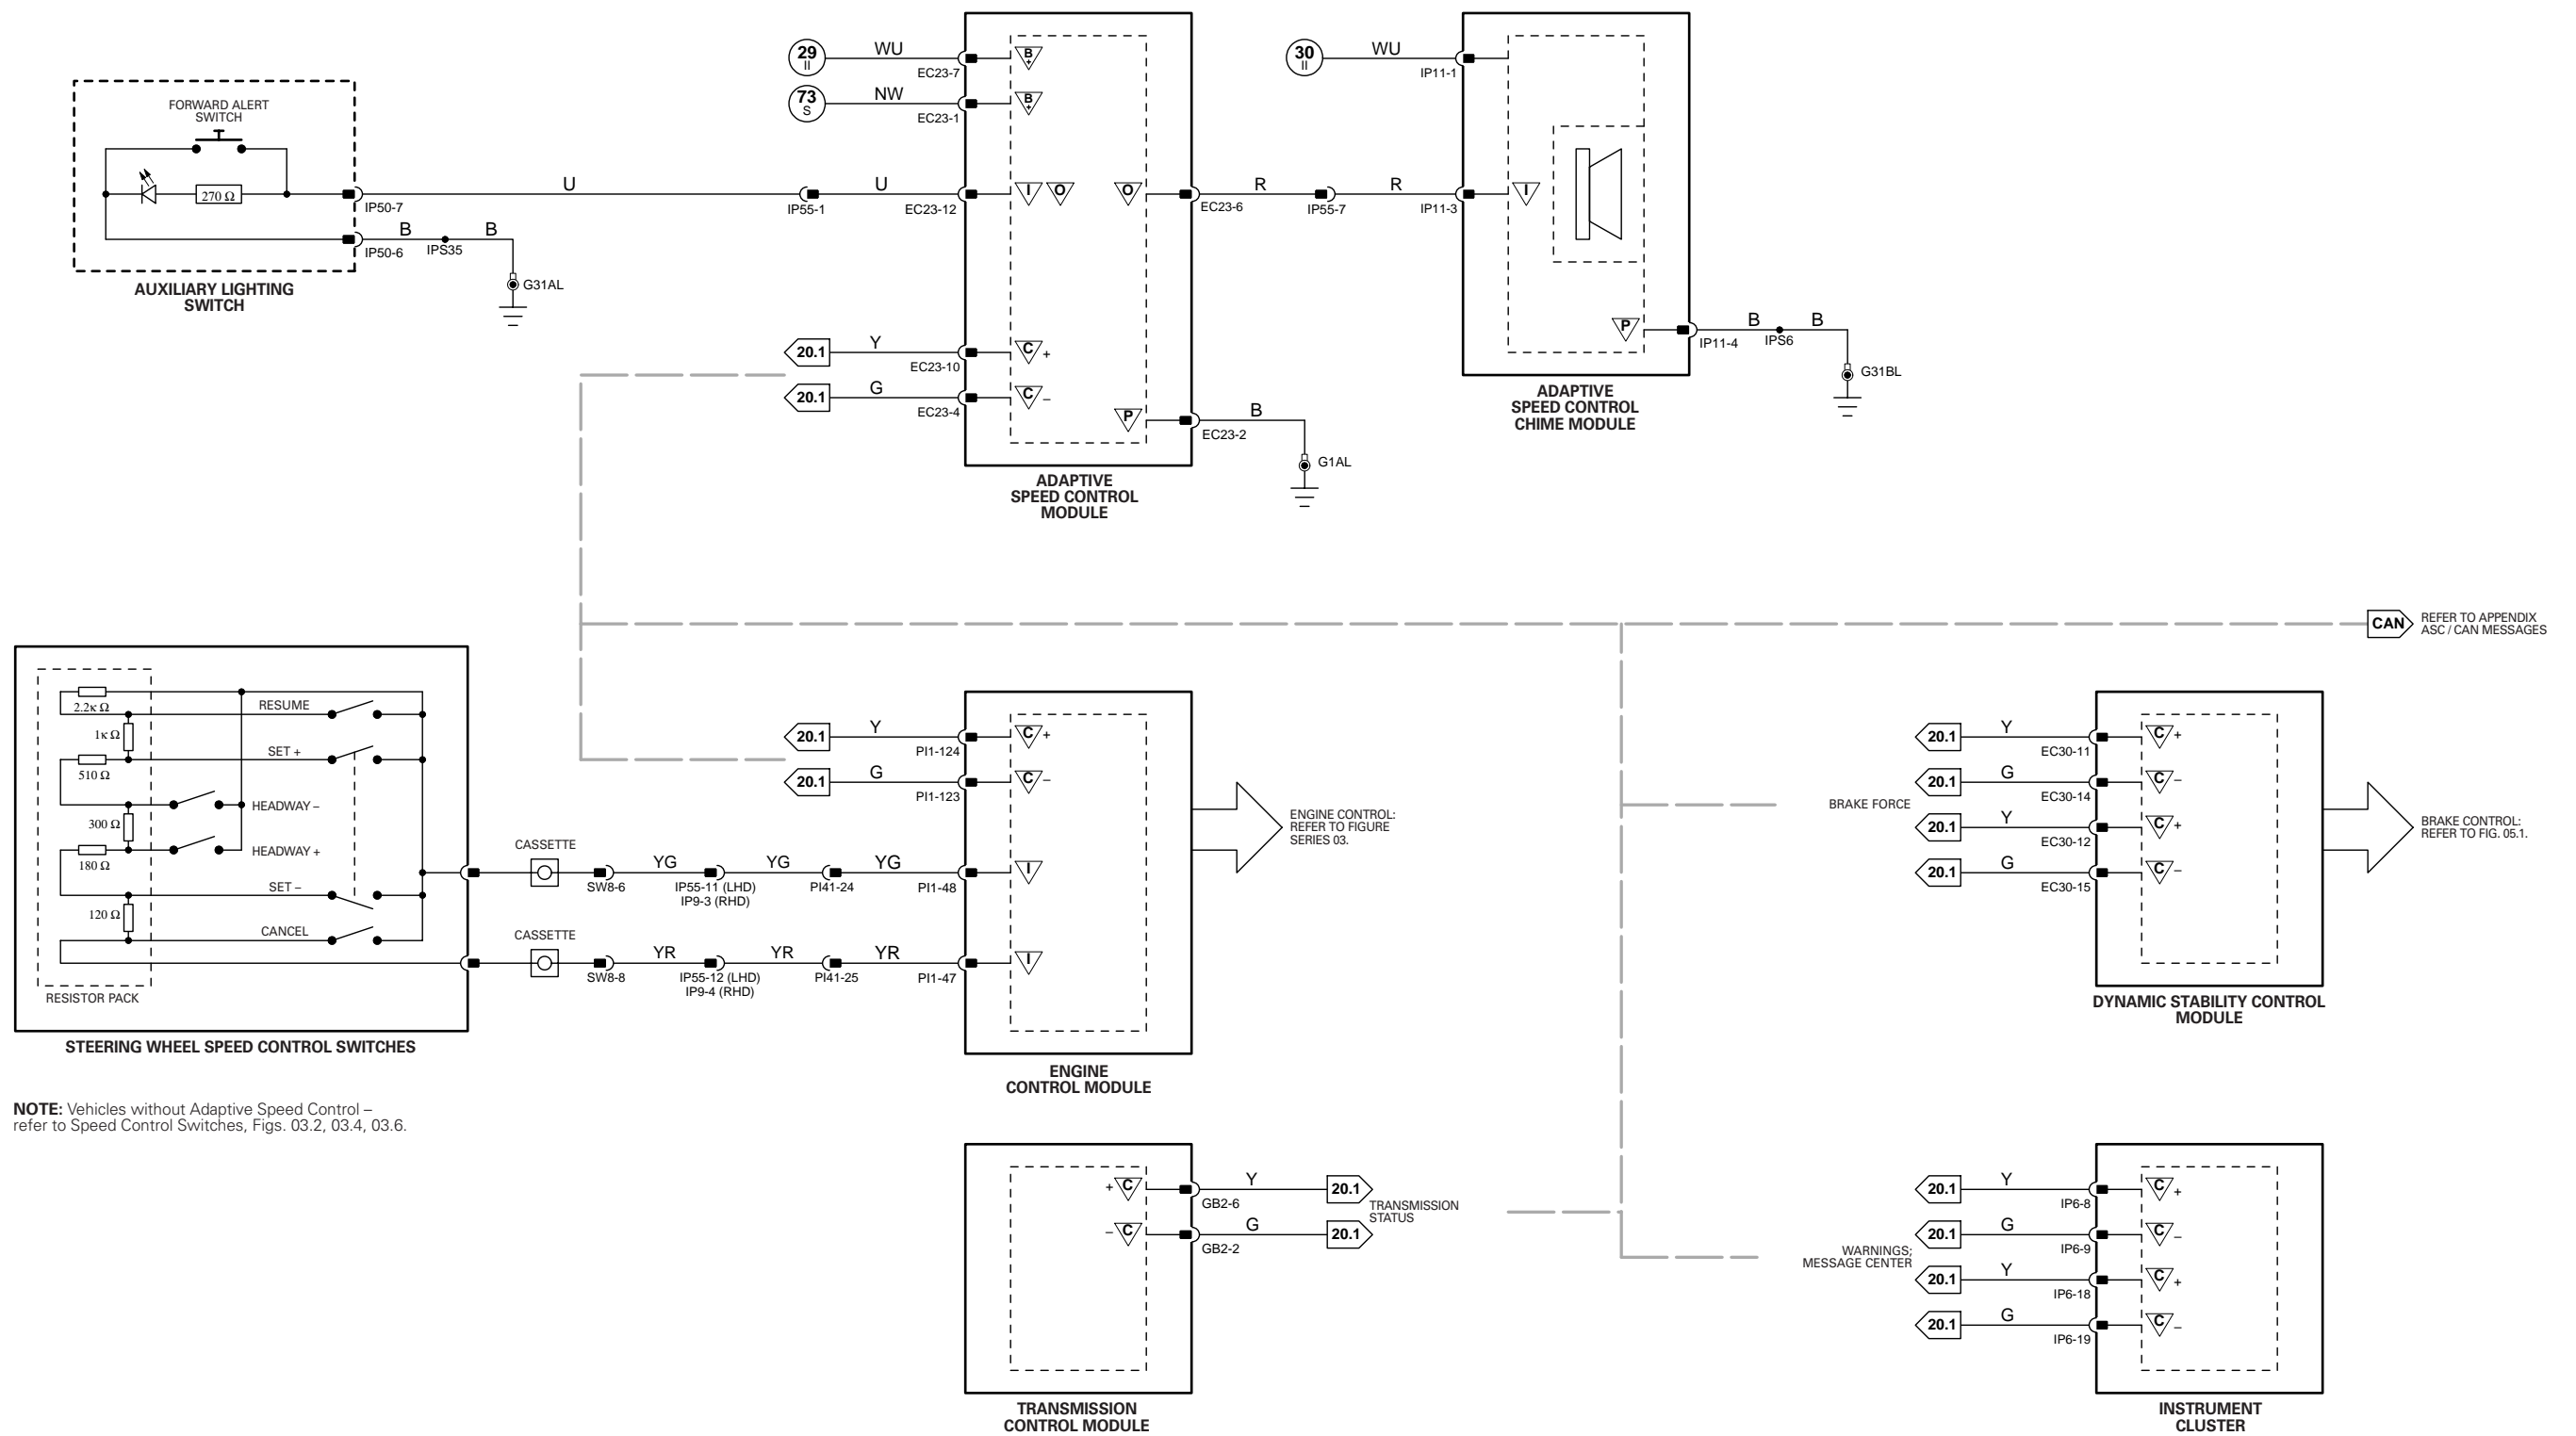 FORWARD ALERT
SWITCH
270 Ω
IP50-7
IP50-6
B
IPS35
B
G31AL
AUXILIARY LIGHTING
SWITCH
U
IP55-1
U
EC23-12
29
II
WU
EC23-7
73
S
NW
EC23-1
B
+
B
+
I
O
O
20.1
Y
EC23-10
C
+
20.1
G
EC23-4
C
–
P
EC23-2
B
G1AL
ADAPTIVE
SPEED CONTROL
MODULE
EC23-6
R
IP55-7
R
IP11-3
30
II
WU
IP11-1
I
P
IP11-4
B
IPS6
B
G31BL
ADAPTIVE
SPEED CONTROL
CHIME MODULE
CAN
REFER TO APPENDIX
ASC / CAN MESSAGES
2.2K Ω
RESUME
1K Ω
SET +
510 Ω
HEADWAY –
300 Ω
HEADWAY +
180 Ω
SET –
120 Ω
CANCEL
RESISTOR PACK
STEERING WHEEL SPEED CONTROL SWITCHES
CASSETTE
SW8-6
YG
IP55-11 (LHD)
IP9-3 (RHD)
YG
PI41-24
YG
PI1-48
I
CASSETTE
SW8-8
YR
IP55-12 (LHD)
IP9-4 (RHD)
YR
PI41-25
YR
PI1-47
I
20.1
Y
PI1-124
C
+
20.1
G
PI1-123
C
–
ENGINE CONTROL:
REFER TO FIGURE
SERIES 03.
ENGINE
CONTROL MODULE
BRAKE FORCE
20.1
Y
EC30-11
C
+
20.1
G
EC30-14
C
–
20.1
Y
EC30-12
C
+
20.1
G
EC30-15
C
–
BRAKE CONTROL:
REFER TO FIG. 05.1.
DYNAMIC STABILITY CONTROL
MODULE
NOTE: Vehicles without Adaptive Speed Control –
refer to Speed Control Switches, Figs. 03.2, 03.4, 03.6.
+
C
GB2-6
Y
20.1
–
C
GB2-2
G
20.1
TRANSMISSION
STATUS
TRANSMISSION
CONTROL MODULE
WARNINGS;
MESSAGE CENTER
20.1
Y
IP6-8
C
+
20.1
G
IP6-9
C
–
20.1
Y
IP6-18
C
+
20.1
G
IP6-19
C
–
INSTRUMENT
CLUSTER